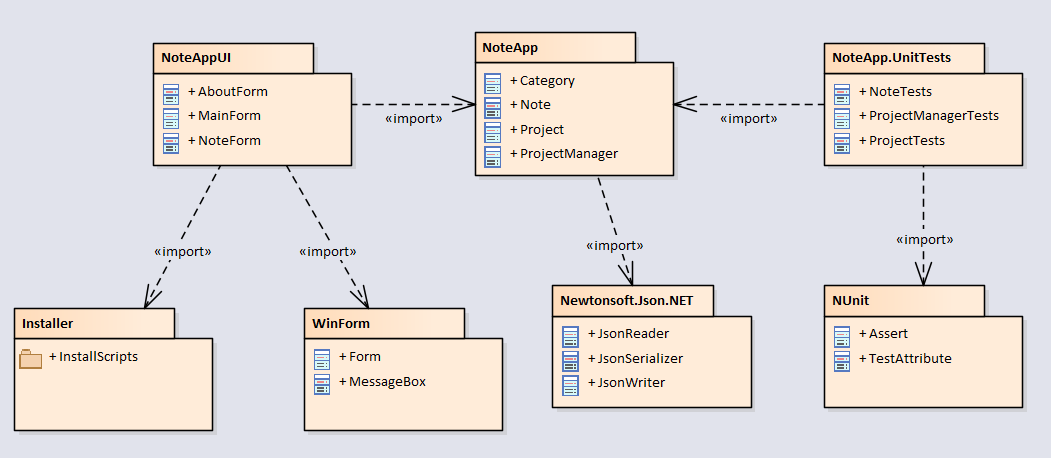 NoteAppUI
+ AboutForm
+ MainForm
+ NoteForm
NoteApp
+ Category
+ Note
+ Project
+ ProjectManager
NoteApp.UnitTests
+ NoteTests
+ ProjectManagerTests
+ ProjectTests
«import»
«import»
«import»
«import»
«import»
«import»
Installer
+ InstallScripts
WinForm
+ Form
+ MessageBox
Newtonsoft.Json.NET
+ JsonReader
+ JsonSerializer
+ JsonWriter
NUnit
+ Assert
+ TestAttribute